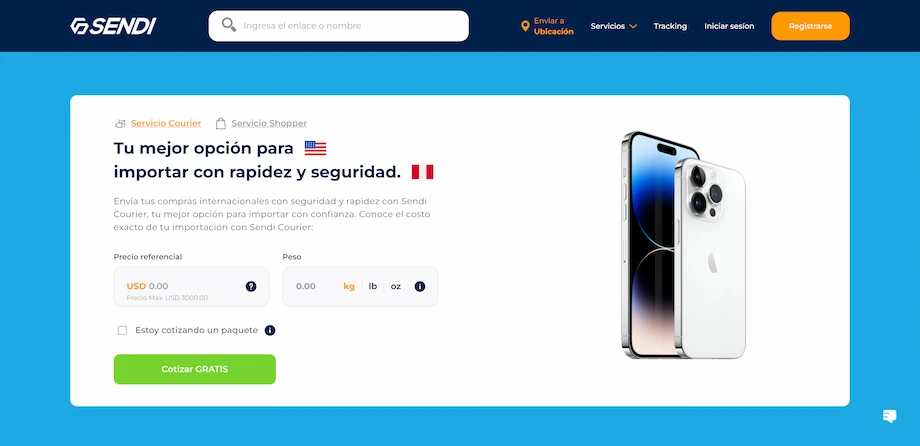 SENDI
Ingresa el enlace o nombre
Enviar a
Ubicación
Servicios
Tracking
Iniciar sesíon
Registrarse
Servicio Courier
Servicio Shopper
Tu mejor opción para
importar con rapidez y seguridad.
Envía tus compras internacionales con seguridad y rapidez con Sendi
Courier, tu mejor opción para importar con confianza. Conoce el costo
exacto de tu importación con Sendi Courier:
Precio referencial
Peso
USD 0.00
Precio Máx. USD 3000.00
0.00 kg lb oz
Estoy cotizando un paquete
Cotizar GRATIS